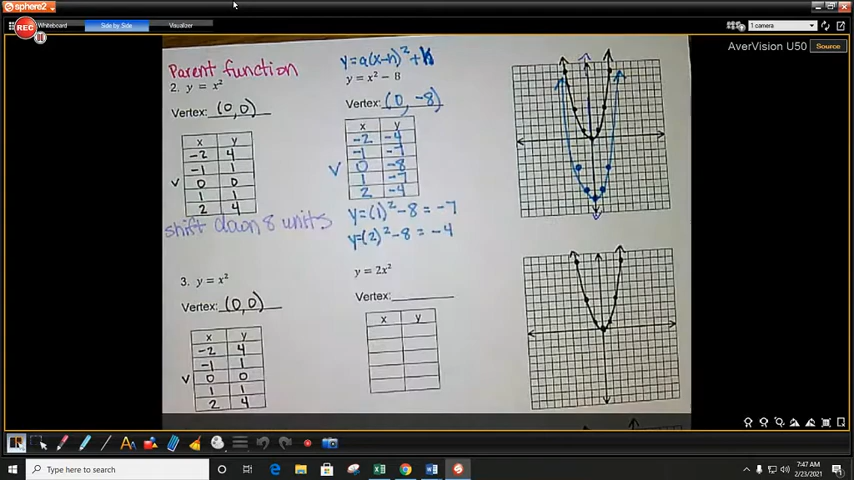 sphere2
Whiteboard
Side by Side
Visualizer
1 camera
REC
AverVision U50
Source
Parent function
y=a(x-h)²+k
2. y = x²
y = x² – 8
Vertex: (0,0)
Vertex: (0, -8)
x y
-2 4
-1 1
V 0 0
1 1
2 4
x y
-2 -4
-1 -7
V 0 -8
1 -7
2 -4
shift down 8 units
y=(1)²-8 = -7
y=(2)²-8 = -4
3. y = x²
y = 2x²
Vertex: (0,0)
Vertex:
x y
-2 4
-1 1
V 0 0
1 1
2 4
x y
Type here to search
7:47 AM
2/23/2021